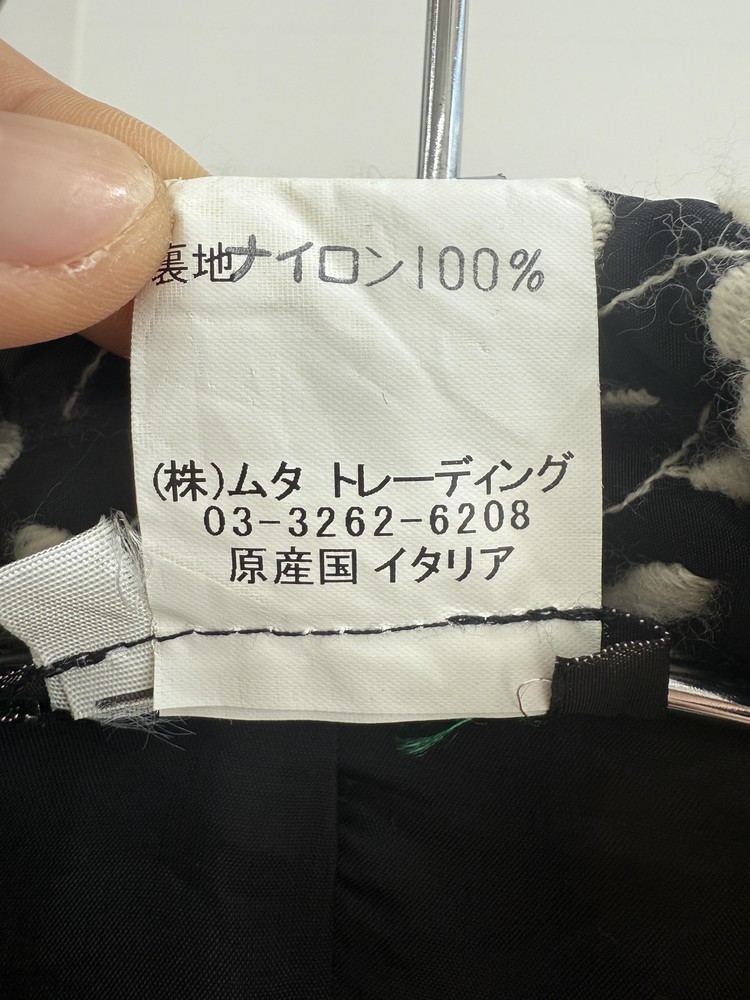 裏地ナイロン100%
(株)ムタ トレーディング
03-3262-6208
原産国 イタリア